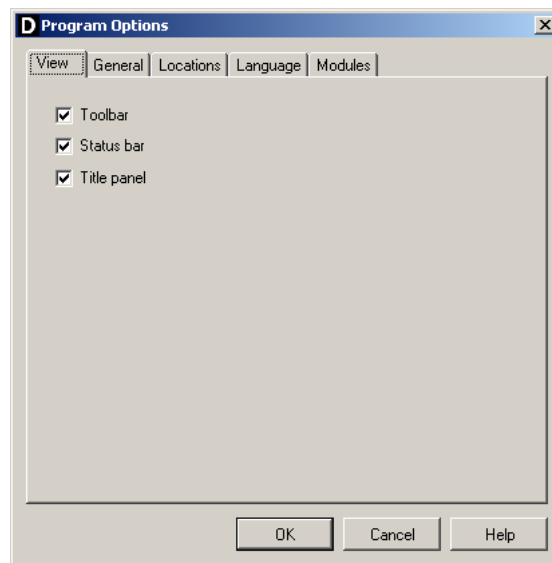 D Program Options
View General Locations Language Modules
Toolbar
Status bar
Title panel
OK Cancel Help